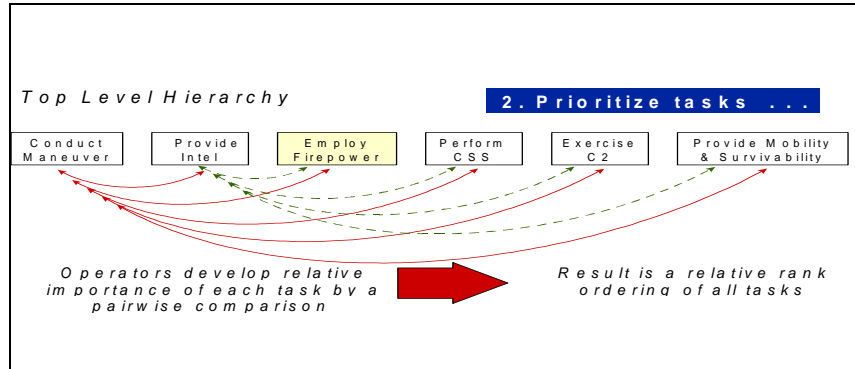 Top Level Hierarchy
2. Prioritize tasks ...
Conduct
Maneuver
Provide
Intel
Employ
Firepower
Perform
CSS
Exercise
C2
Provide Mobility
& Survivability
Operators develop relative
importance of each task by a
pairwise comparison
Result is a relative rank
ordering of all tasks